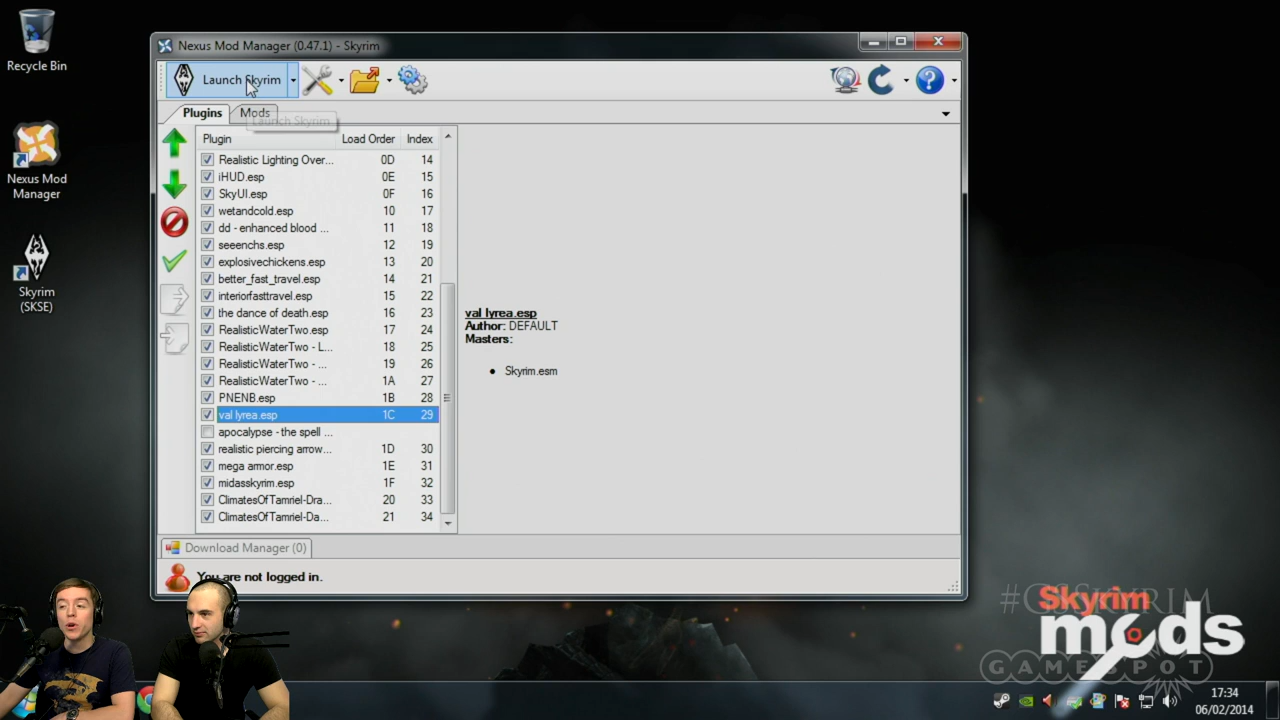 Recycle Bin
Nexus Mod Manager
Skyrim (SKSE)
Nexus Mod Manager (0.47.1) - Skyrim
Launch Skyrim
Plugins
Mods
Launch Skyrim
Plugin Load Order Index
Realistic Lighting Over... 0D 14
iHUD.esp 0E 15
SkyUI.esp 0F 16
wetandcold.esp 10 17
dd - enhanced blood ... 11 18
seeenchs.esp 12 19
explosivechickens.esp 13 20
better_fast_travel.esp 14 21
interiorfasttravel.esp 15 22
the dance of death.esp 16 23
RealisticWaterTwo.esp 17 24
RealisticWaterTwo - L... 18 25
RealisticWaterTwo - ... 19 26
RealisticWaterTwo - ... 1A 27
PNENB.esp 1B 28
val lyrea.esp 1C 29
apocalypse - the spell ...
realistic piercing arrow... 1D 30
mega armor.esp 1E 31
midasskyrim.esp 1F 32
ClimatesOfTamriel-Dra... 20 33
ClimatesOfTamriel-Da... 21 34
val lyrea.esp
Author: DEFAULT
Masters:
Skyrim.esm
Download Manager (0)
You are not logged in.
#GSSKYRIM
Skyrim
mods
GAMESPOT
17:34
06/02/2014